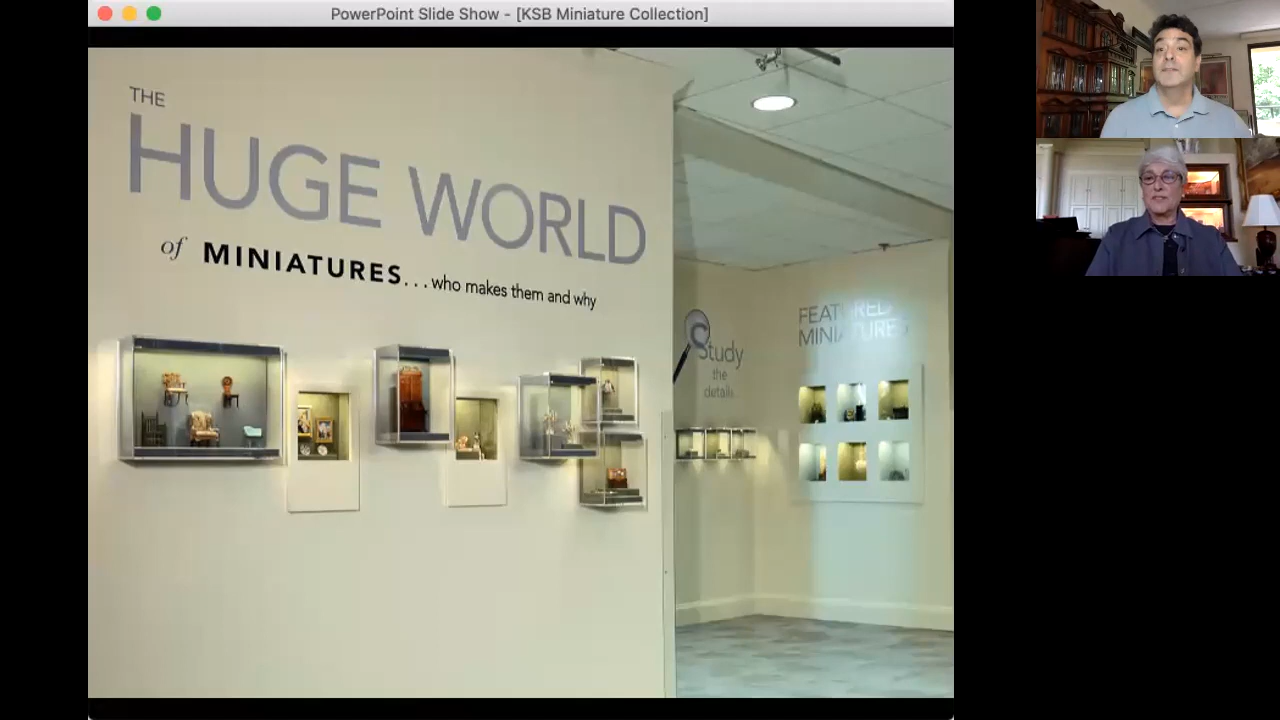 PowerPoint Slide Show - [KSB Miniature Collection]
THE
HUGE WORLD
of MINIATURES...who makes them and why
Study
the
details
FEATURED
MINIATURES